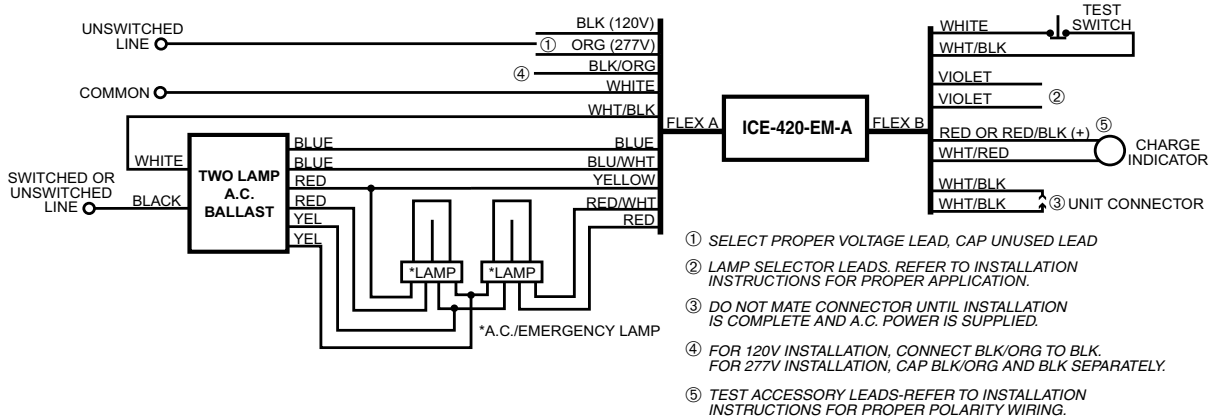 UNSWITCHED
LINE
BLK (120V)
① ORG (277V)
④ BLK/ORG
COMMON
WHITE
WHT/BLK
WHITE
SWITCHED OR
UNSWITCHED
LINE
BLACK
TWO LAMP
A.C.
BALLAST
BLUE
BLUE
RED
RED
YEL
YEL
BLUE
BLU/WHT
YELLOW
RED/WHT
RED
*LAMP
*LAMP
*A.C./EMERGENCY LAMP
FLEX A
ICE-420-EM-A
FLEX B
TEST
SWITCH
WHITE
WHT/BLK
VIOLET
VIOLET
②
RED OR RED/BLK (+) ⑤
WHT/RED
CHARGE
INDICATOR
WHT/BLK
WHT/BLK
③ UNIT CONNECTOR
① SELECT PROPER VOLTAGE LEAD, CAP UNUSED LEAD
② LAMP SELECTOR LEADS. REFER TO INSTALLATION
INSTRUCTIONS FOR PROPER APPLICATION.
③ DO NOT MATE CONNECTOR UNTIL INSTALLATION
IS COMPLETE AND A.C. POWER IS SUPPLIED.
④ FOR 120V INSTALLATION, CONNECT BLK/ORG TO BLK.
FOR 277V INSTALLATION, CAP BLK/ORG AND BLK SEPARATELY.
⑤ TEST ACCESSORY LEADS-REFER TO INSTALLATION
INSTRUCTIONS FOR PROPER POLARITY WIRING.